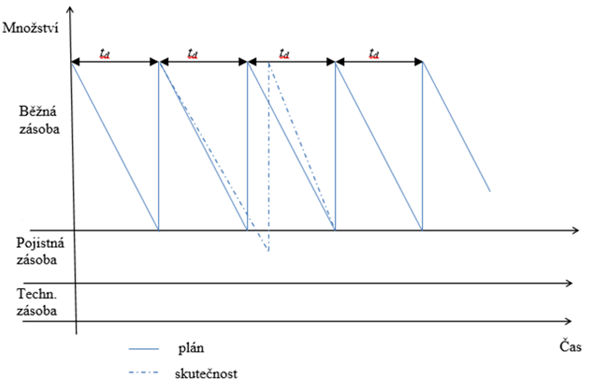 Množství
td td td td
Běžná
zásoba
Pojistná
zásoba
Techn.
zásoba
Čas
plán
skutečnost